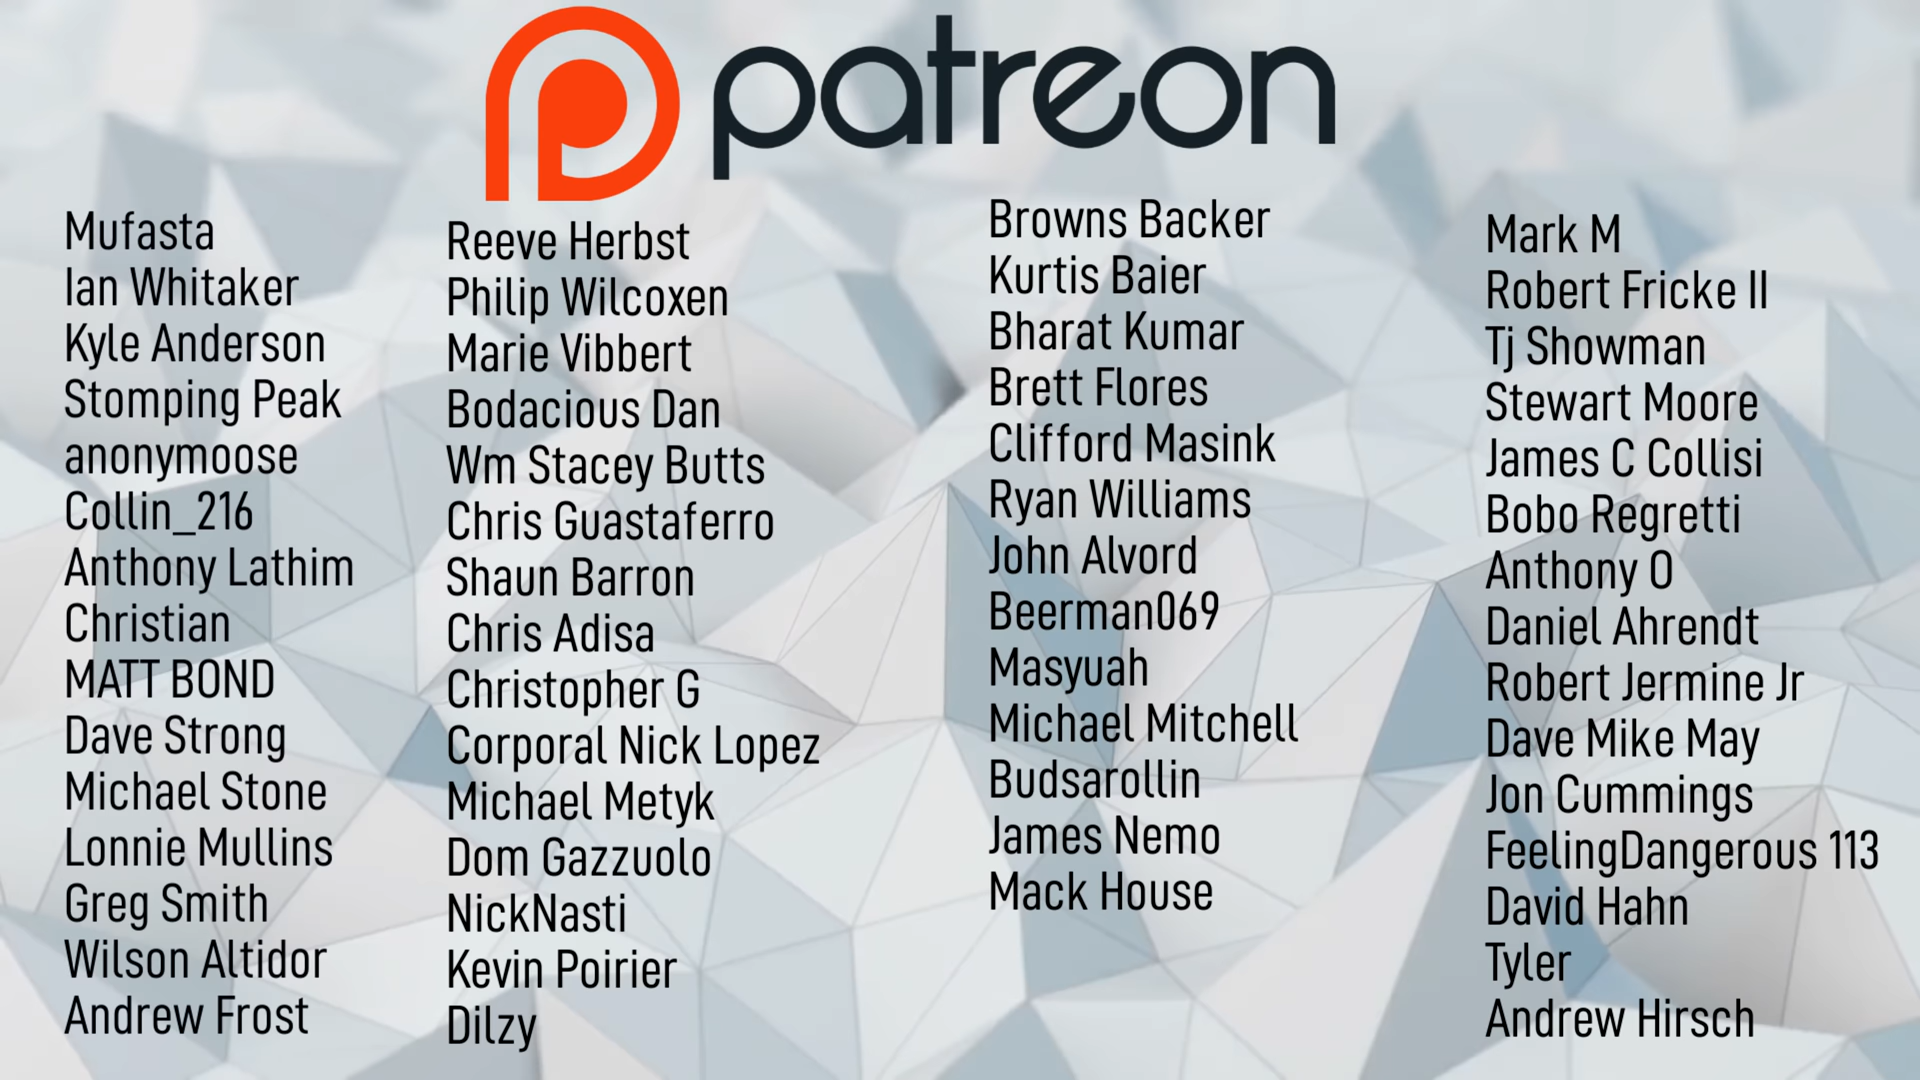 patreon
Mufasta
Ian Whitaker
Kyle Anderson
Stomping Peak
anonymoose
Collin_216
Anthony Lathim
Christian
MATT BOND
Dave Strong
Michael Stone
Lonnie Mullins
Greg Smith
Wilson Altidor
Andrew Frost
Reeve Herbst
Philip Wilcoxen
Marie Vibbert
Bodacious Dan
Wm Stacey Butts
Chris Guastaferro
Shaun Barron
Chris Adisa
Christopher G
Corporal Nick Lopez
Michael Metyk
Dom Gazzuolo
NickNasti
Kevin Poirier
Dilzy
Browns Backer
Kurtis Baier
Bharat Kumar
Brett Flores
Clifford Masink
Ryan Williams
John Alvord
Beerman069
Masyuah
Michael Mitchell
Budsarollin
James Nemo
Mack House
Mark M
Robert Fricke II
Tj Showman
Stewart Moore
James C Collisi
Bobo Regretti
Anthony O
Daniel Ahrendt
Robert Jermine Jr
Dave Mike May
Jon Cummings
FeelingDangerous 113
David Hahn
Tyler
Andrew Hirsch